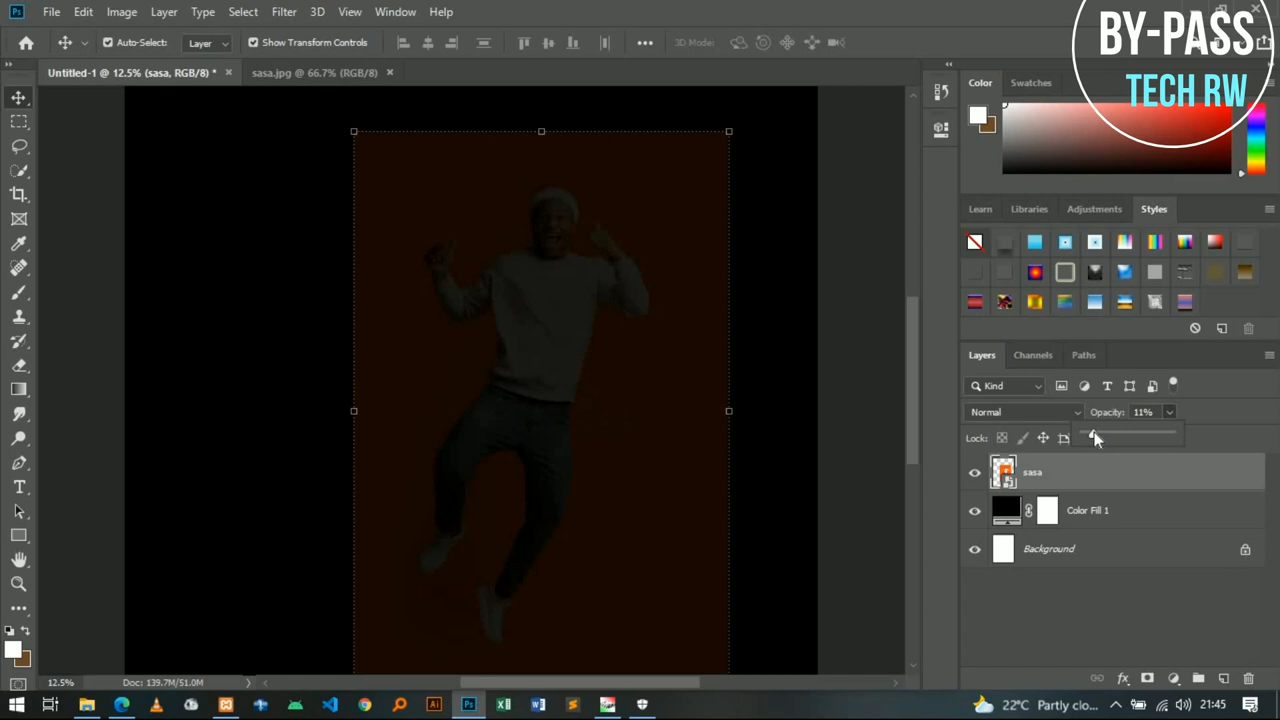 Ps File Edit Image Layer Type Select Filter 3D View Window Help
BY-PASS
TECH RW
Auto-Select: Layer Show Transform Controls 3D Mode:
Untitled-1 @ 12.5% (sasa, RGB/8) * × sasa.jpg @ 66.7% (RGB/8) ×
Color Swatches
Learn Libraries Adjustments Styles
Layers Channels Paths
Kind
Normal Opacity: 11%
Lock:
sasa
Color Fill 1
Background
12.5% Doc: 139.7M/51.0M
Ai Ps 22°C Partly clo... 21:45